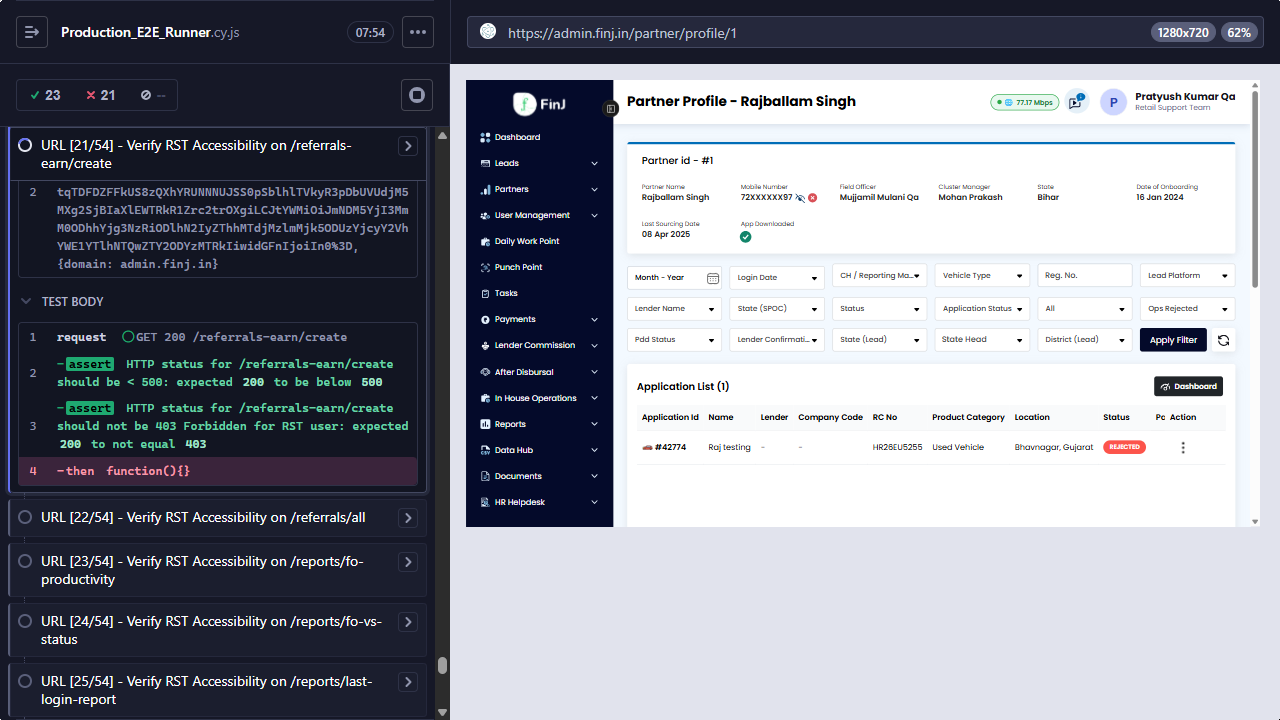 Production_E2E_Runner.cy.js
07:54
23
21
--
URL [21/54] - Verify RST Accessibility on /referrals-
earn/create
2
tqTDFDZFFkUS8zQXhYRUNNNUJSS0pSblhlTVkyR3pDbUVUdjM5
MXg2SjBIaXlEWTRkR1Zrc2trOXgilCJtYWMiOiJmNDM5YjI3Mm
M0ODhhYjg3NzRiODlhN2IyZThhMTdjMzlmMjk5ODUzYjcyY2Vh
YWE1YTlhNTQwZTY2ODYzMTRkIiwidGFnIjoiIn0%3D,
{domain: admin.finj.in}
TEST BODY
1 request GET 200 /referrals-earn/create
2 -assert HTTP status for /referrals-earn/create
should be < 500: expected 200 to be below 500
3 -assert HTTP status for /referrals-earn/create
should not be 403 Forbidden for RST user: expected
200 to not equal 403
4 -then function(){}
URL [22/54] - Verify RST Accessibility on /referrals/all
URL [23/54] - Verify RST Accessibility on /reports/fo-
productivity
URL [24/54] - Verify RST Accessibility on /reports/fo-vs-
status
URL [25/54] - Verify RST Accessibility on /reports/last-
login-report
https://admin.finj.in/partner/profile/1
1280x720
62%
FinJ
Dashboard
Leads
Partners
User Management
Daily Work Point
Punch Point
Tasks
Payments
Lender Commission
After Disbursal
In House Operations
Reports
Data Hub
Documents
HR Helpdesk
Partner Profile - Rajballam Singh
77.17 Mbps
P
Pratyush Kumar Qa
Retail Support Team
Partner id - #1
Partner Name Mobile Number Field Officer Cluster Manager State Date of Onboarding
Rajballam Singh 72XXXXXX97 Mujjamil Mulani Qa Mohan Prakash Bihar 16 Jan 2024
Last Sourcing Date App Downloaded
08 Apr 2025
Month - Year Login Date CH / Reporting Ma... Vehicle Type Reg. No. Lead Platform
Lender Name State (SPOC) Status Application Status All Ops Rejected
Pdd Status Lender Confirmati... State (Lead) State Head District (Lead) Apply Filter
Application List (1)
Dashboard
Application Id Name Lender Company Code RC No Product Category Location Status Pc Action
#42774 Raj testing - - HR26EU5255 Used Vehicle Bhavnagar, Gujarat REJECTED